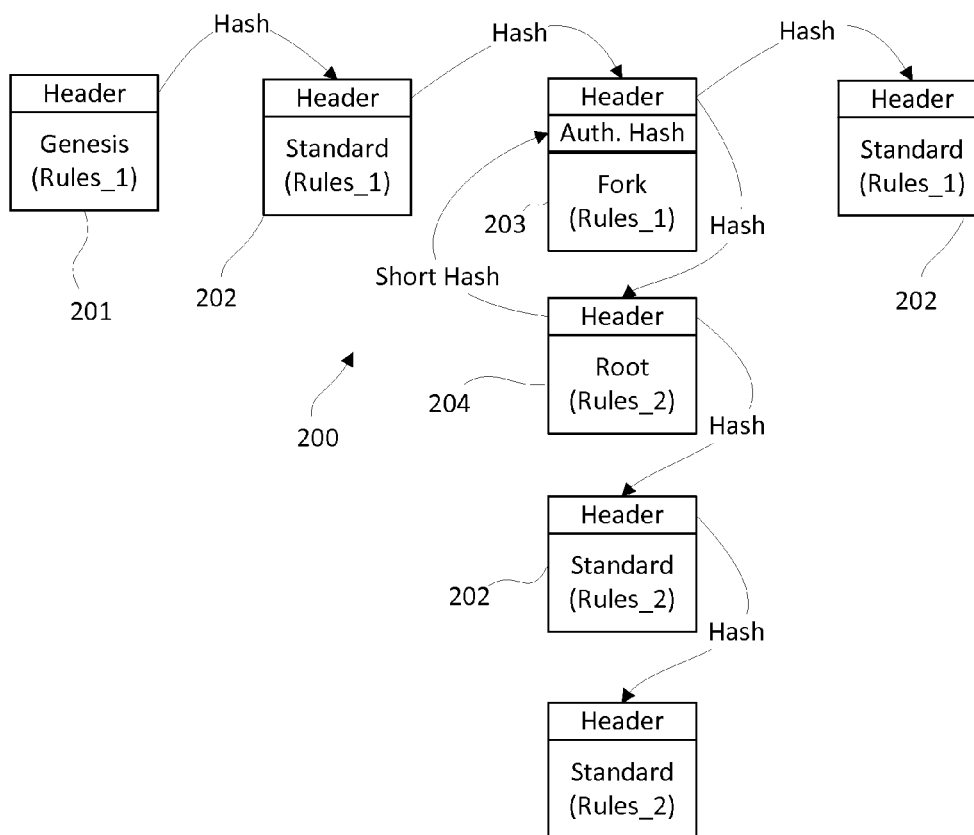 Hash
Hash
Hash
Header
Genesis
(Rules_1)
201
Header
Standard
(Rules_1)
202
Header
Auth. Hash
Fork
(Rules_1)
203
Header
Standard
(Rules_1)
202
Hash
Short Hash
Header
Root
(Rules_2)
204
200
Hash
Header
Standard
(Rules_2)
202
Hash
Header
Standard
(Rules_2)